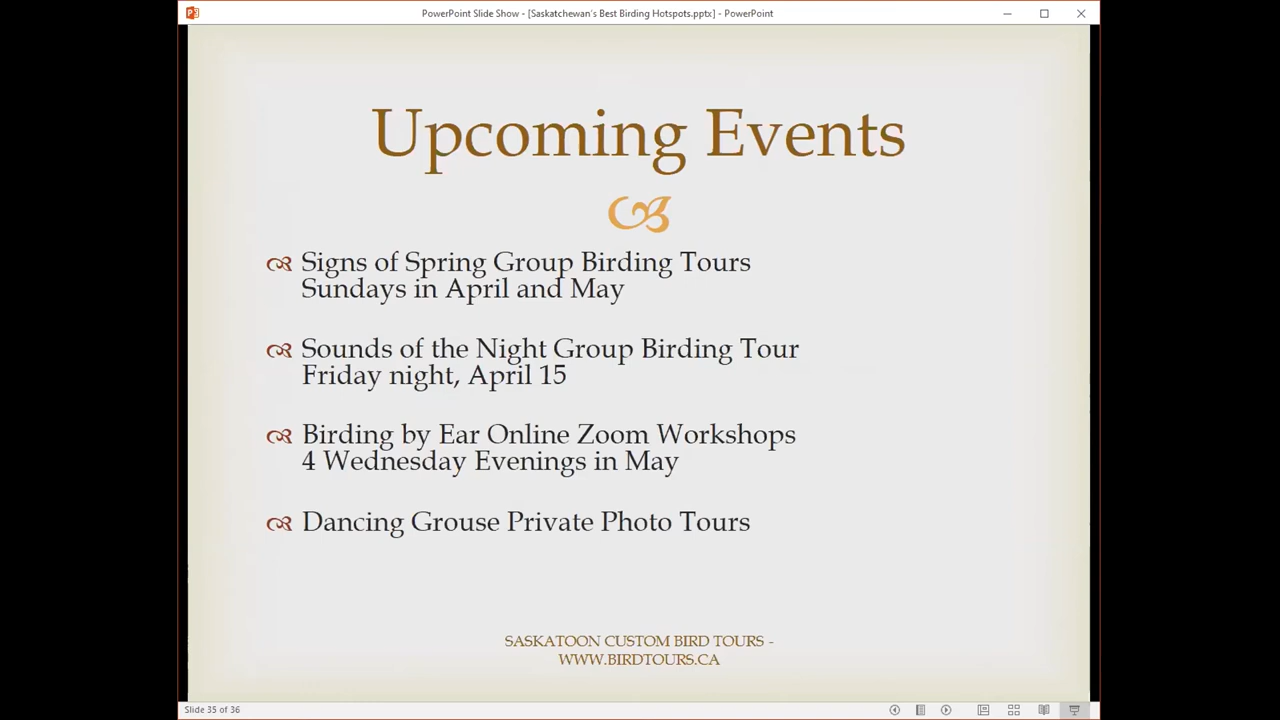 PowerPoint Slide Show - [Saskatchewan's Best Birding Hotspots.pptx] - PowerPoint
Upcoming Events
Signs of Spring Group Birding Tours
Sundays in April and May
Sounds of the Night Group Birding Tour
Friday night, April 15
Birding by Ear Online Zoom Workshops
4 Wednesday Evenings in May
Dancing Grouse Private Photo Tours
SASKATOON CUSTOM BIRD TOURS -
WWW.BIRDTOURS.CA
Slide 35 of 36